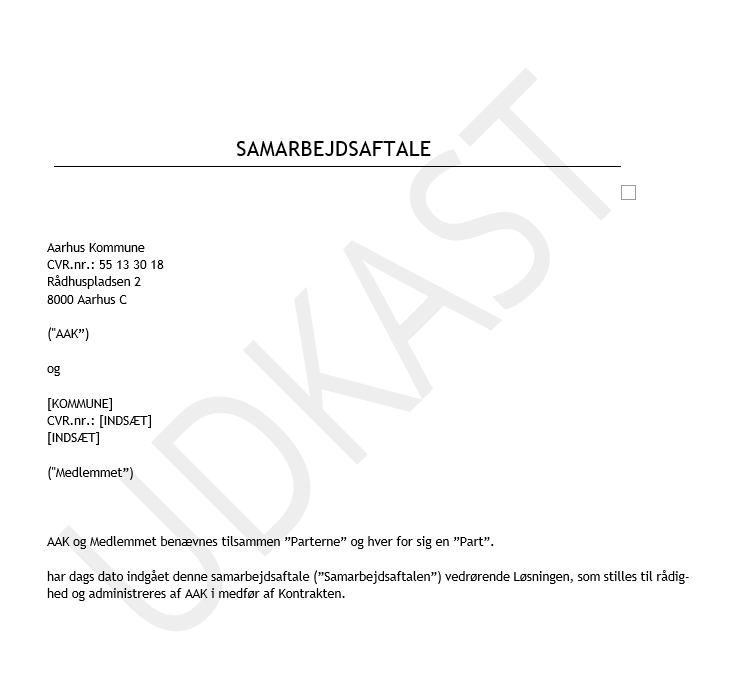 SAMARBEJDSAFTALE
Aarhus Kommune
CVR.nr.: 55 13 30 18
Rådhuspladsen 2
8000 Aarhus C
("AAK”)
og
[KOMMUNE]
CVR.nr.: [INDSÆT]
[INDSÆT]
("Medlemmet”)
AAK og Medlemmet benævnes tilsammen ”Parterne” og hver for sig en ”Part”.
har dags dato indgået denne samarbejdsaftale (”Samarbejdsaftalen”) vedrørende Løsningen, som stilles til rådig-
hed og administreres af AAK i medfør af Kontrakten.
UDKAST